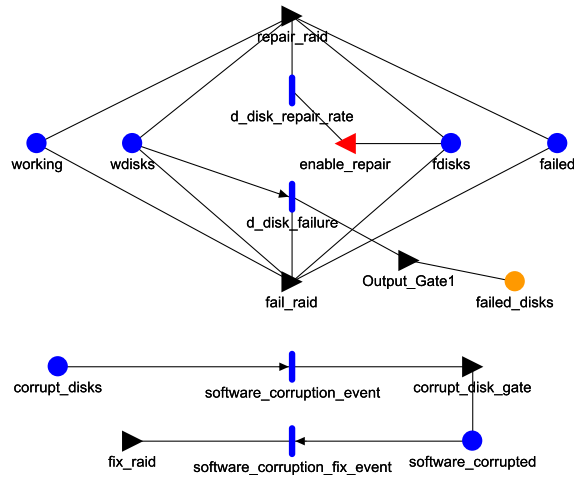 repair_raid
d_disk_repair_rate
working
wdisks
enable_repair
fdisks
failed
d_disk_failure
Output_Gate1
fail_raid
failed_disks
corrupt_disks
software_corruption_event
corrupt_disk_gate
fix_raid
software_corruption_fix_event
software_corrupted